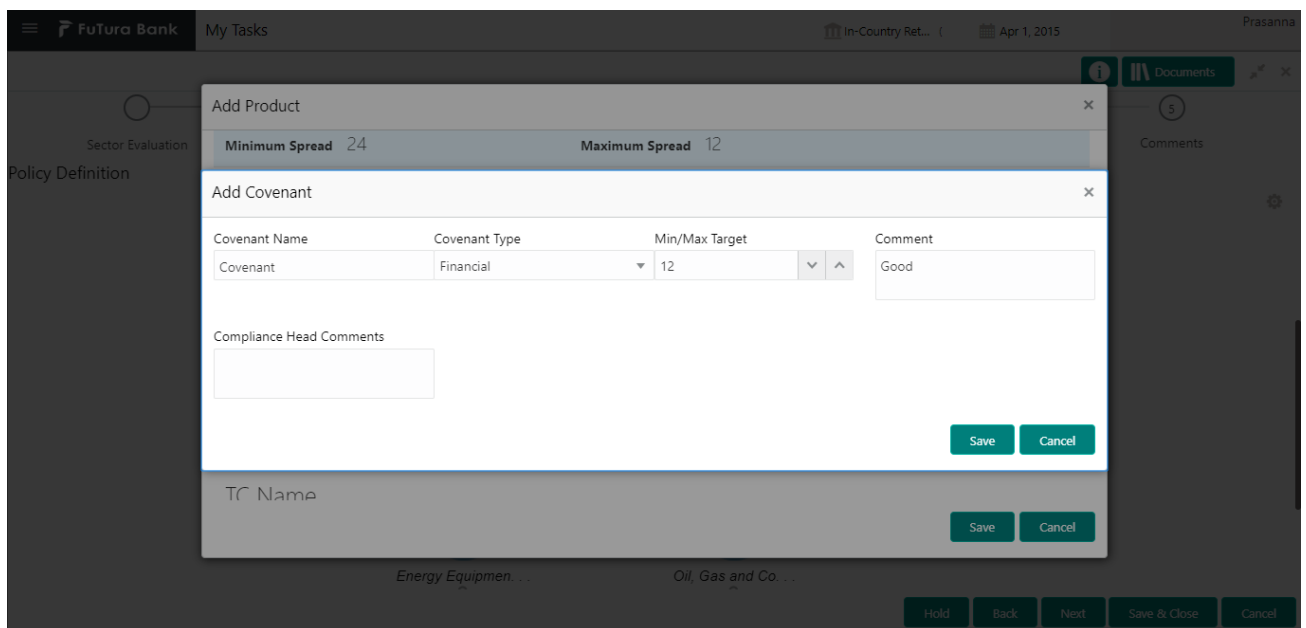 FuTura Bank
My Tasks
In-Country Ret... (
Apr 1, 2015
Prasanna
i
Documents
Add Product
5
Sector Evaluation
Comments
Minimum Spread 24
Maximum Spread 12
Policy Definition
Add Covenant
Covenant Name
Covenant Type
Min/Max Target
Comment
Covenant
Financial
12
Good
Compliance Head Comments
Save
Cancel
TC Name
Save
Cancel
Energy Equipmen. . .
Oil, Gas and Co. . .
Hold
Back
Next
Save & Close
Cancel